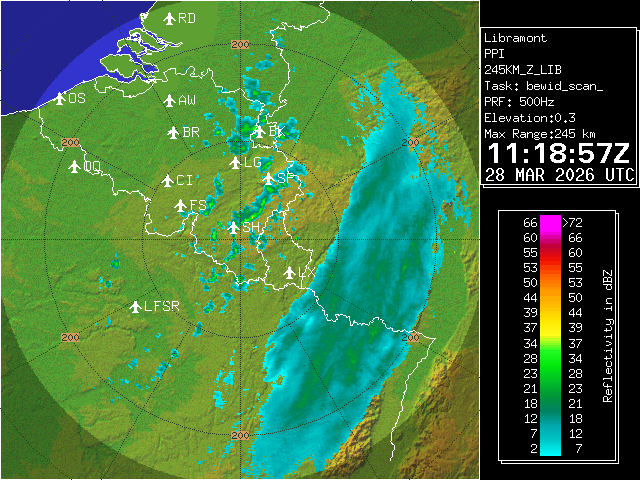 RD
200
OS
AW
BR
BK
200
200
QQ
LG
CI
SP
FS
SH
LX
LFSR
200
200
200
Libramont
PPI
245KM_Z_LIB
Task: bewid_scan_
PRF: 500Hz
Elevation:0.3
Max Range:245 km
11:18:57Z
28 MAR 2026 UTC
66 >72
60 66
55 60
53 55
50 53
44 50
39 44
37 39
34 37
28 34
23 28
21 23
18 21
12 18
7 12
2 7
Reflectivity in dBZ